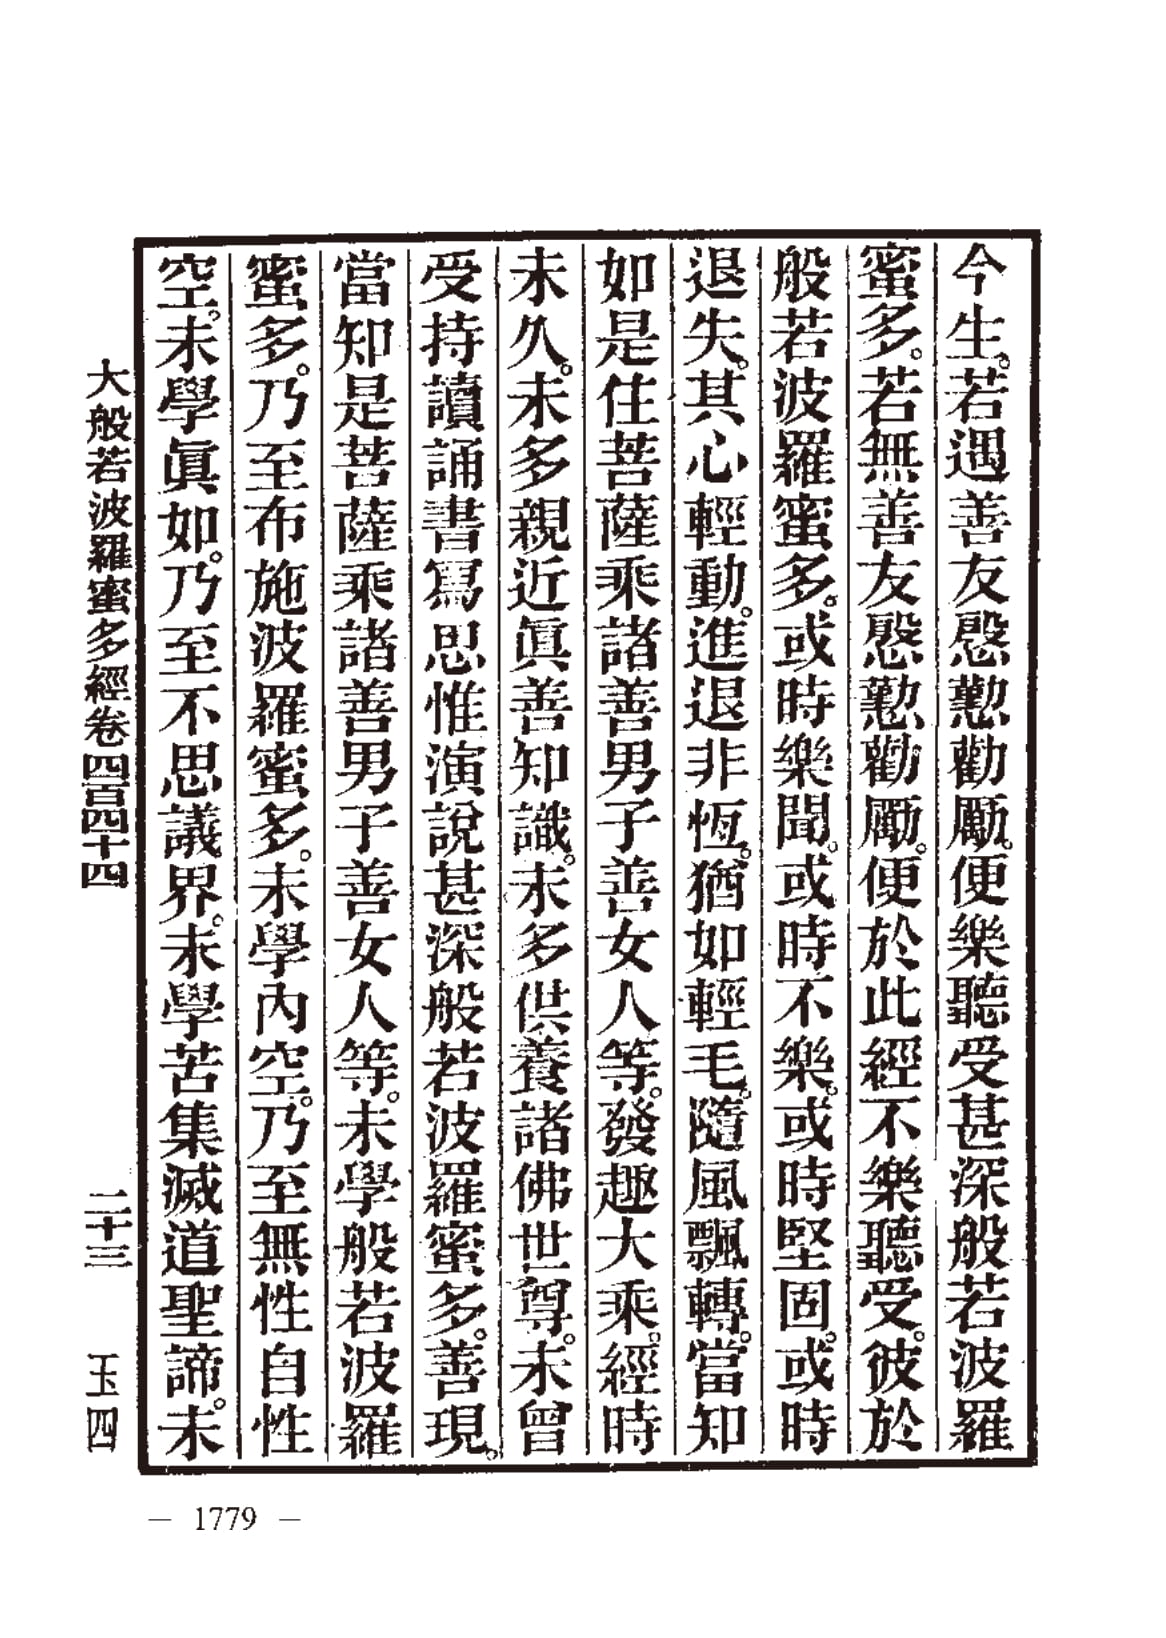 今生。若遇善友慇懃勸勵。便樂聽受甚深般若波羅
蜜多。若無善友慇懃勸勵。便於此經不樂聽受。彼於
般若波羅蜜多。或時樂聞。或時不樂。或時堅固。或時
退失。其心輕動。進退非恆。猶如輕毛。隨風飄轉。當知
如是住菩薩乘諸善男子善女人等。發趣大乘。經時
未久。未多親近眞善知識。未多供養諸佛世尊。未曾
受持讀誦書寫思惟演說甚深般若波羅蜜多。善現。
當知是菩薩乘諸善男子善女人等。未學般若波羅
蜜多。乃至布施波羅蜜多。未學內空。乃至無性自性
空。未學眞如。乃至不思議界。未學苦集滅道聖諦。未
大般若波羅蜜多經卷四百四十四 二十三 玉四
— 1779 —